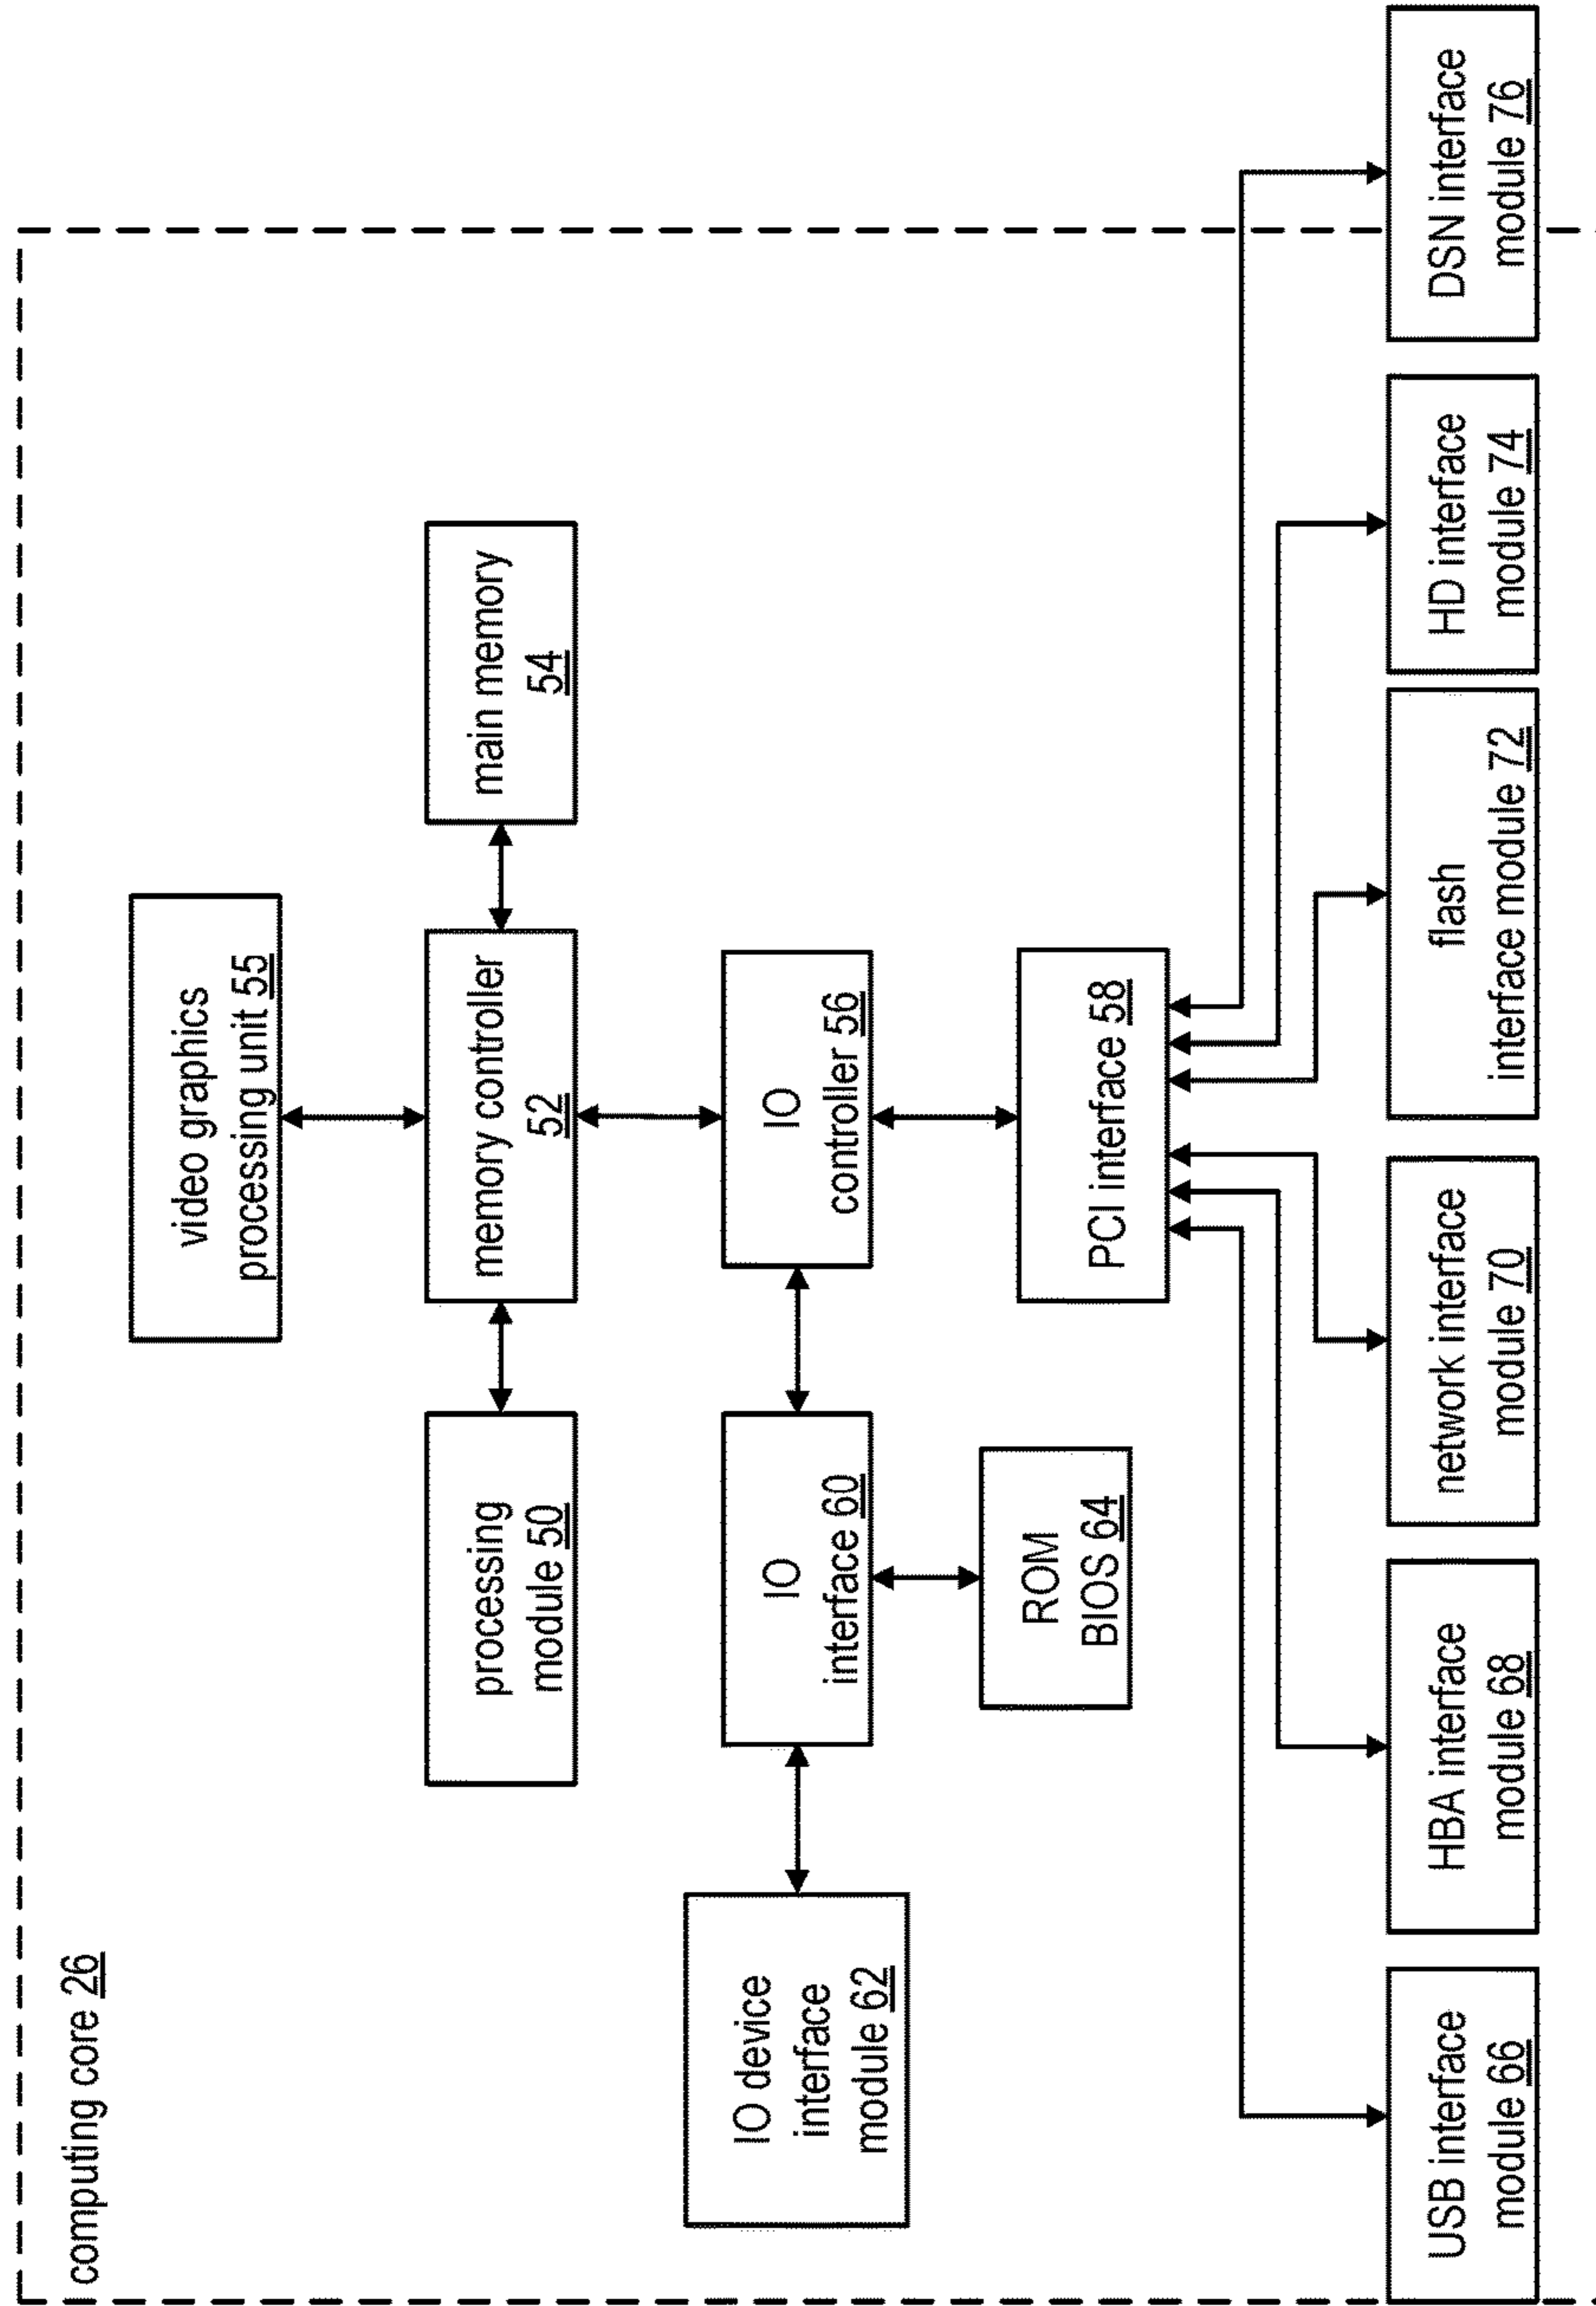 computing core 26
video graphics
processing unit 55
processing
module 50
memory controller
52
main memory
54
IO device
interface
module 62
IO
interface 60
IO
controller 56
ROM
BIOS 64
PCI interface 58
USB interface
module 66
HBA interface
module 68
network interface
module 70
flash
interface module 72
HD interface
module 74
DSN interface
module 76